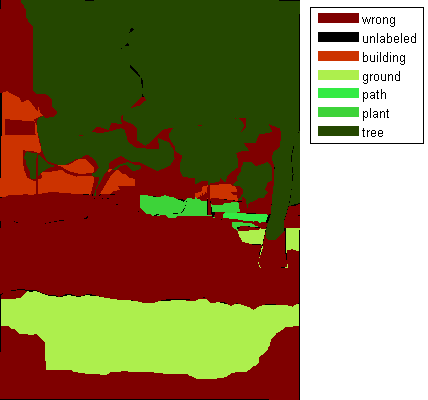 wrong
unlabeled
building
ground
path
plant
tree